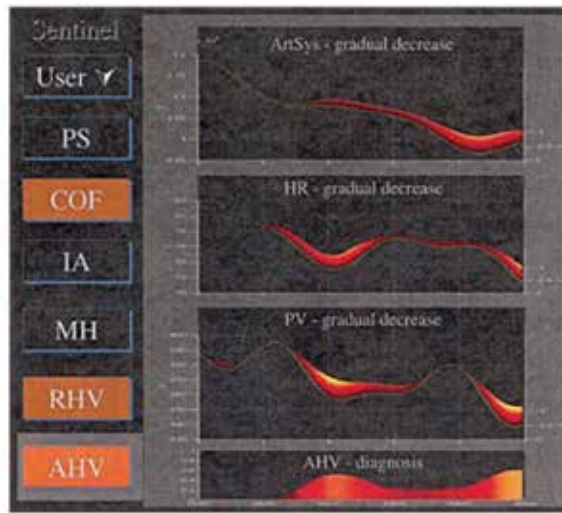 Sentinel
User
PS
COF
IA
MH
RHV
AHV
ArtSys - gradual decrease
HR - gradual decrease
PV - gradual decrease
AHV - diagnosis